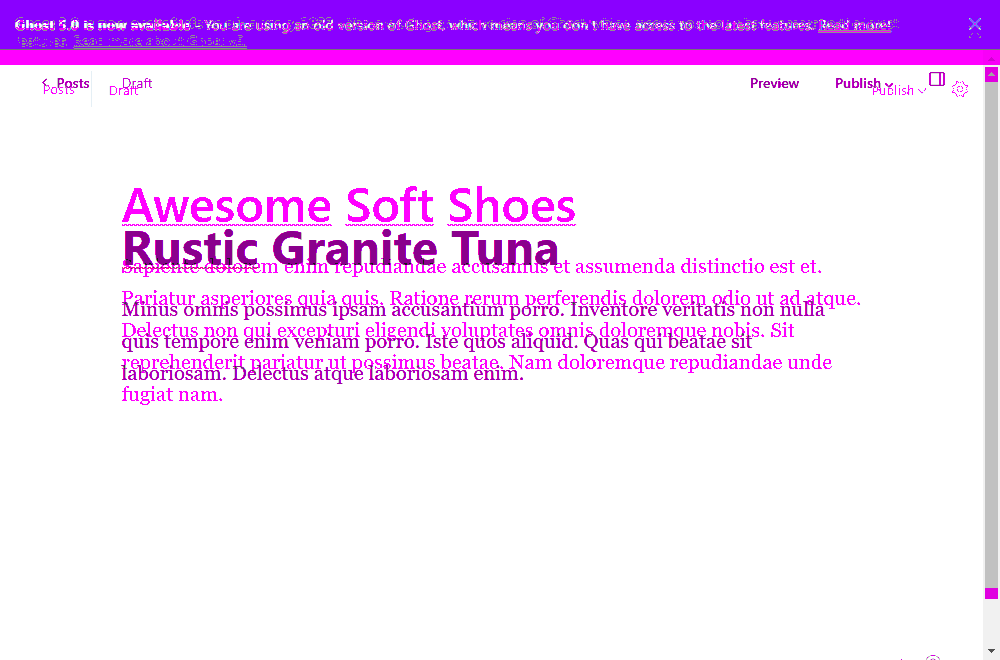 Ghost 5.0 is now available - You are using an old version of Ghost, which means you don't have access to the latest features. Read more!
features. Read more about Ghost
Posts Draft Preview Publish
Posts Draft Publish
Awesome Soft Shoes
Rustic Granite Tuna
Sapiente dolorem enim repudiandae accusamus et assumenda distinctio est et.
Pariatur asperiores quia quis. Ratione rerum perferendis dolorem odio ut ad atque.
Minus omnis possimus ipsam accusantium porro. Inventore veritatis non nulla
Delectus non qui excepturi eligendi voluptates omnis doloremque nobis. Sit
quis tempore enim veniam porro. Iste quos aliquid. Quas qui beatae sit
reprehenderit pariatur ut possimus beatae. Nam doloremque repudiandae unde
laboriosam. Delectus atque laboriosam enim.
fugiat nam.